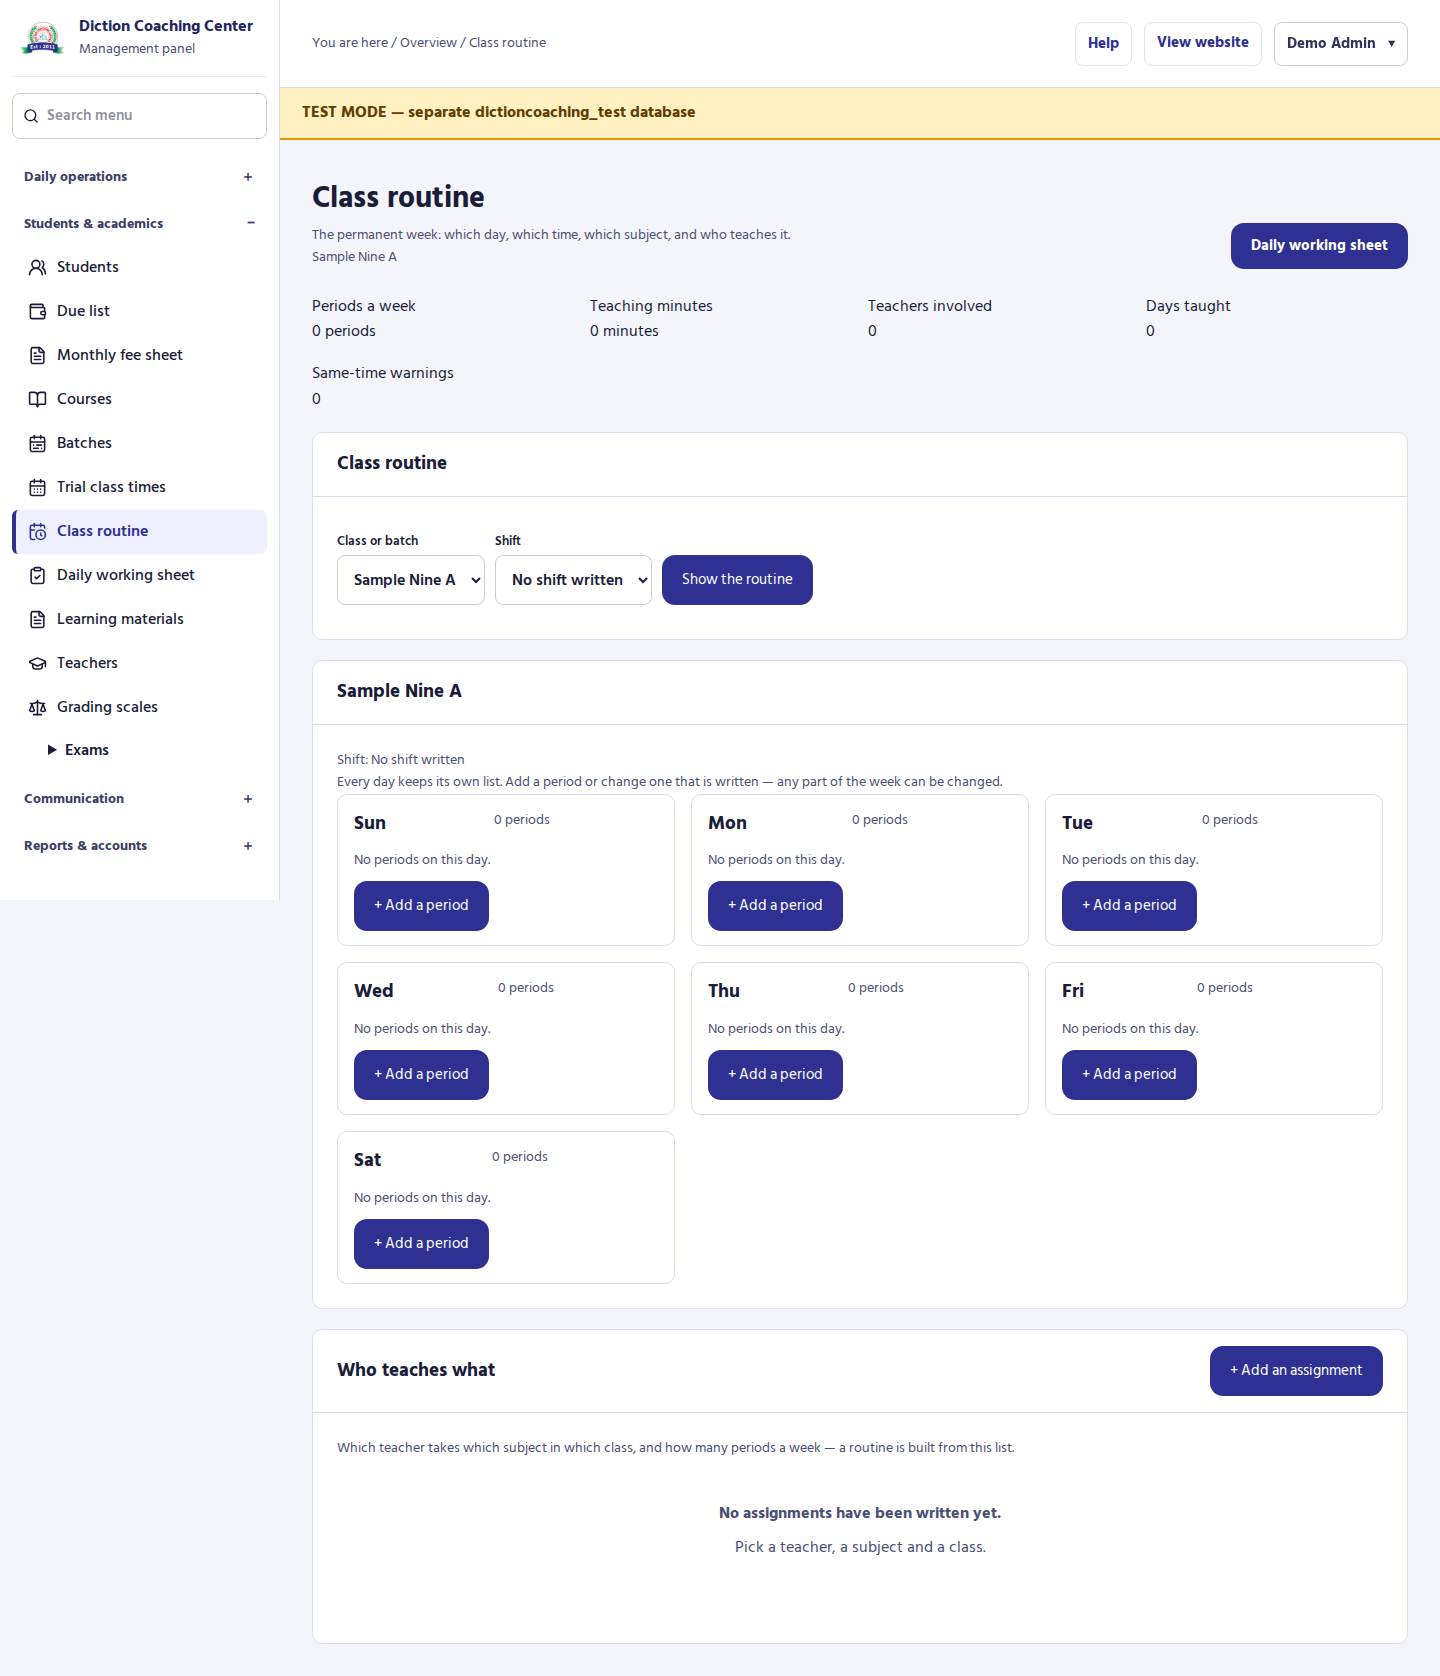 Diction Coaching Center
Management panel
Est : 2011
Search menu
Daily operations +
Students & academics −
Students
Due list
Monthly fee sheet
Courses
Batches
Trial class times
Class routine
Daily working sheet
Learning materials
Teachers
Grading scales
Exams
Communication +
Reports & accounts +
You are here / Overview / Class routine
Help
View website
Demo Admin
TEST MODE — separate dictioncoaching_test database
Class routine
The permanent week: which day, which time, which subject, and who teaches it.
Sample Nine A
Daily working sheet
Periods a week
0 periods
Teaching minutes
0 minutes
Teachers involved
0
Days taught
0
Same-time warnings
0
Class routine
Class or batch
Sample Nine A
Shift
No shift written
Show the routine
Sample Nine A
Shift: No shift written
Every day keeps its own list. Add a period or change one that is written — any part of the week can be changed.
Sun 0 periods
No periods on this day.
+ Add a period
Mon 0 periods
No periods on this day.
+ Add a period
Tue 0 periods
No periods on this day.
+ Add a period
Wed 0 periods
No periods on this day.
+ Add a period
Thu 0 periods
No periods on this day.
+ Add a period
Fri 0 periods
No periods on this day.
+ Add a period
Sat 0 periods
No periods on this day.
+ Add a period
Who teaches what
+ Add an assignment
Which teacher takes which subject in which class, and how many periods a week — a routine is built from this list.
No assignments have been written yet.
Pick a teacher, a subject and a class.